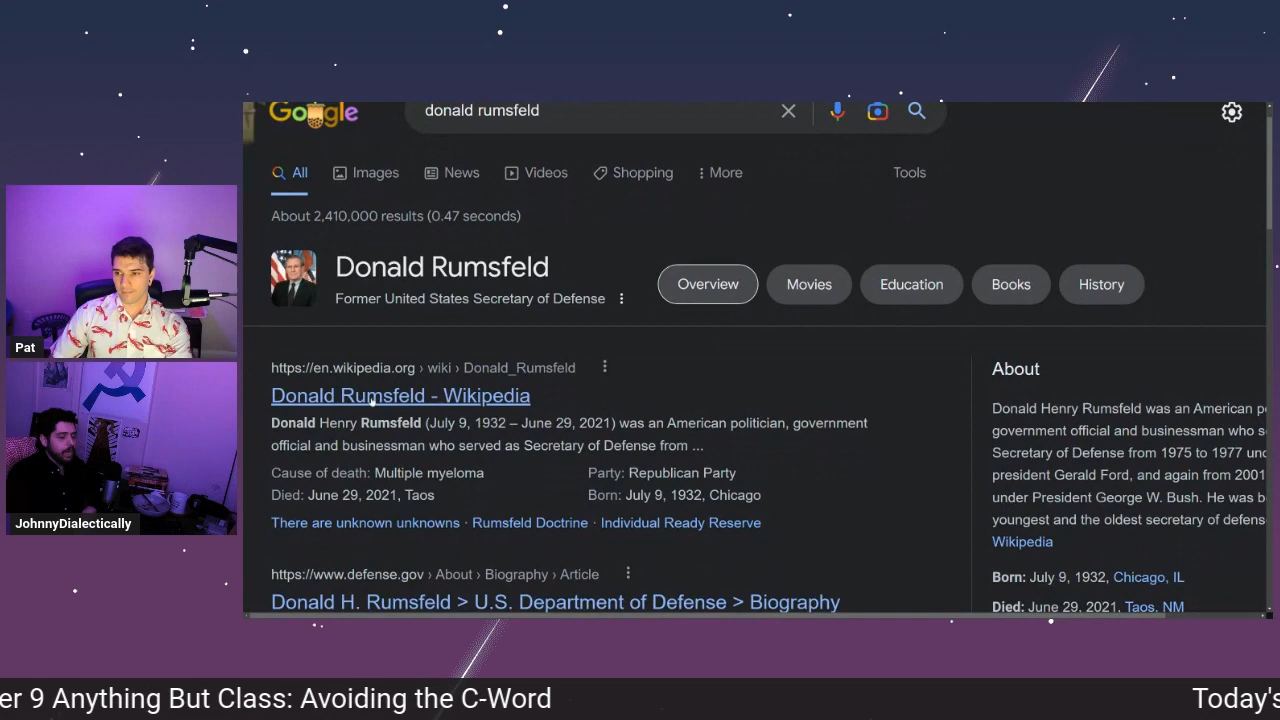 Google
donald rumsfeld
All
Images
News
Videos
Shopping
More
Tools
About 2,410,000 results (0.47 seconds)
Donald Rumsfeld
Former United States Secretary of Defense
Overview
Movies
Education
Books
History
https://en.wikipedia.org › wiki › Donald_Rumsfeld
Donald Rumsfeld - Wikipedia
Donald Henry Rumsfeld (July 9, 1932 – June 29, 2021) was an American politician, government
official and businessman who served as Secretary of Defense from ...
Cause of death: Multiple myeloma
Party: Republican Party
Died: June 29, 2021, Taos
Born: July 9, 1932, Chicago
There are unknown unknowns · Rumsfeld Doctrine · Individual Ready Reserve
https://www.defense.gov › About › Biography › Article
Donald H. Rumsfeld > U.S. Department of Defense > Biography
About
Donald Henry Rumsfeld was an American p
government official and businessman who s
Secretary of Defense from 1975 to 1977 und
president Gerald Ford, and again from 2001
under President George W. Bush. He was b
youngest and the oldest secretary of defens
Wikipedia
Born: July 9, 1932, Chicago, IL
Died: June 29, 2021, Taos, NM
Pat
JohnnyDialectically
er 9 Anything But Class: Avoiding the C-Word
Today's